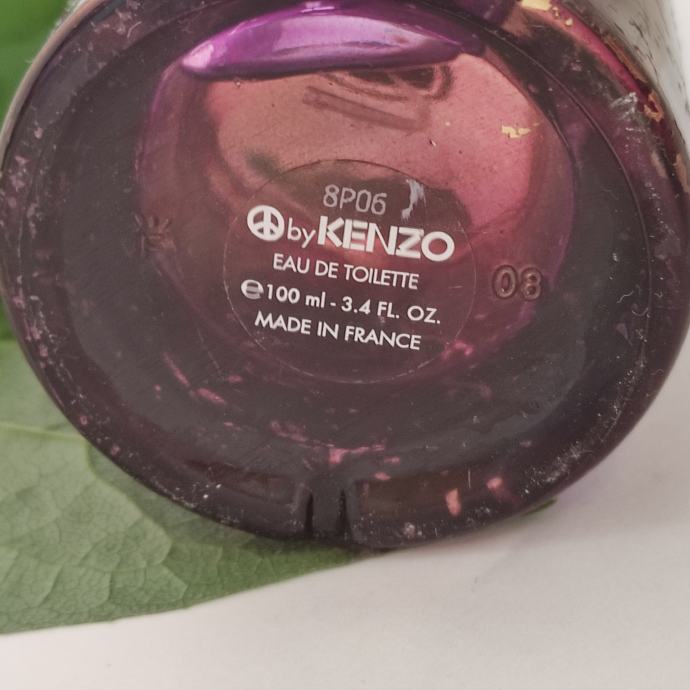 8P06
☮ by KENZO
EAU DE TOILETTE
℮ 100 ml - 3.4 FL. OZ.
MADE IN FRANCE
08